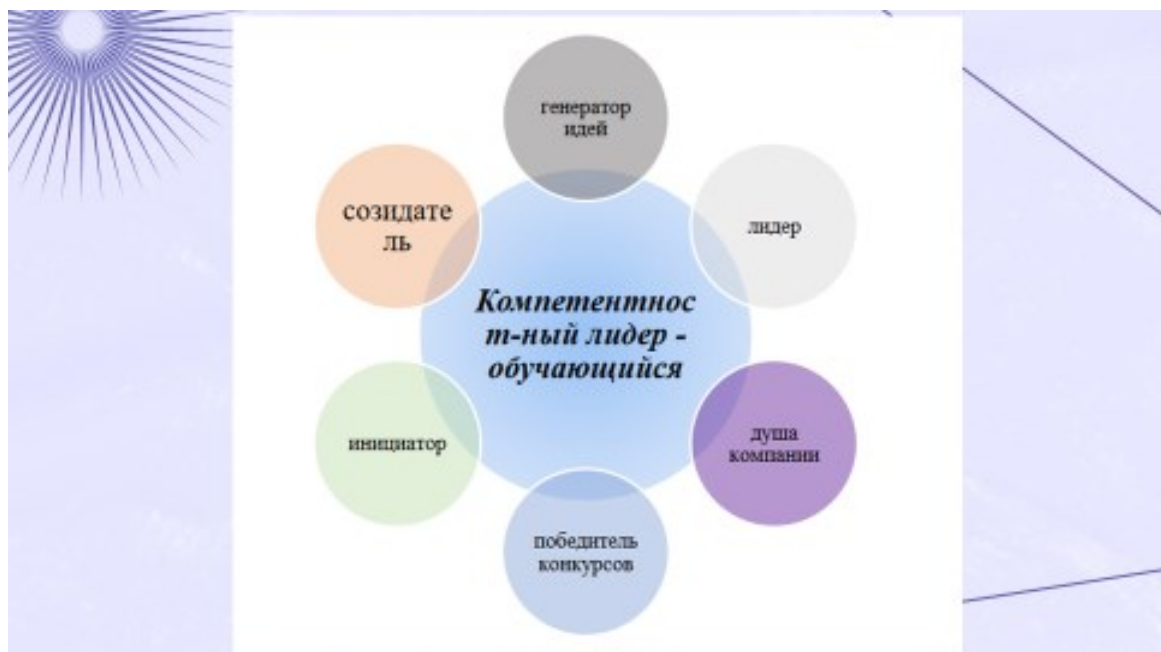 генератор
идей
созидате
ль
лидер
Компетентнос
т-ный лидер -
обучающийся
инициатор
душа
компании
победитель
конкурсов